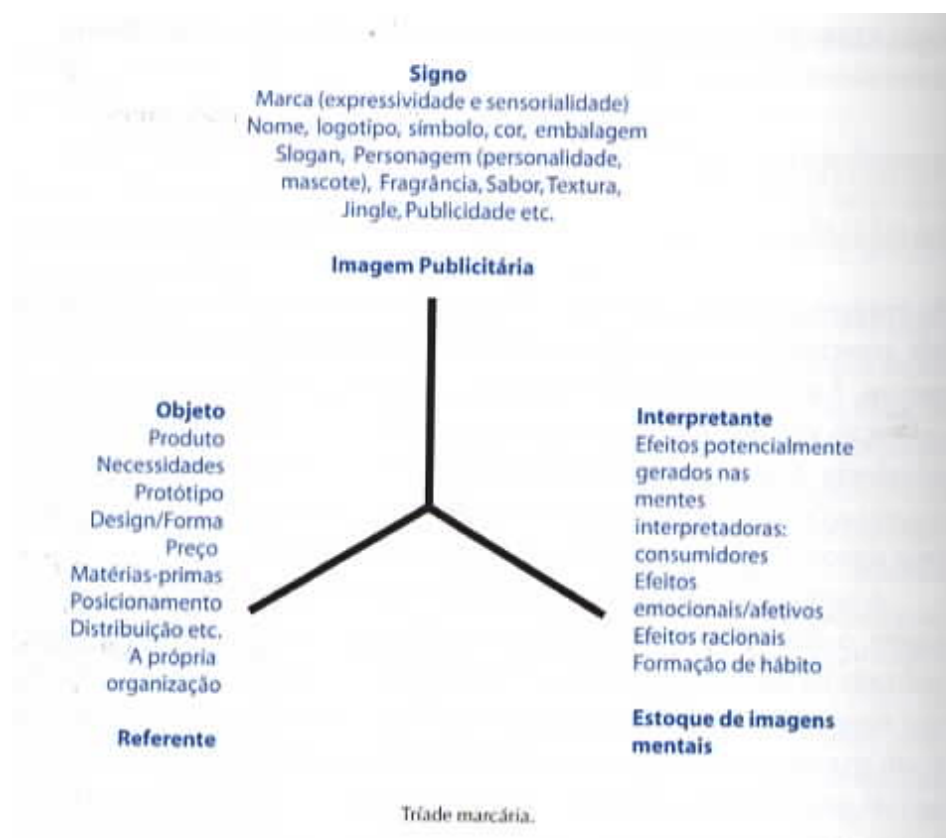 Signo
Marca (expressividade e sensorialidade)
Nome, logotipo, símbolo, cor, embalagem
Slogan, Personagem (personalidade,
mascote), Fragrância, Sabor, Textura,
Jingle, Publicidade etc.
Imagem Publicitária
Objeto
Produto
Necessidades
Protótipo
Design/Forma
Preço
Matérias-primas
Posicionamento
Distribuição etc.
A própria
organização
Referente
Interpretante
Efeitos potencialmente
gerados nas
mentes
interpretadoras:
consumidores
Efeitos
emocionais/afetivos
Efeitos racionais
Formação de hábito
Estoque de imagens
mentais
Tríade marcária.